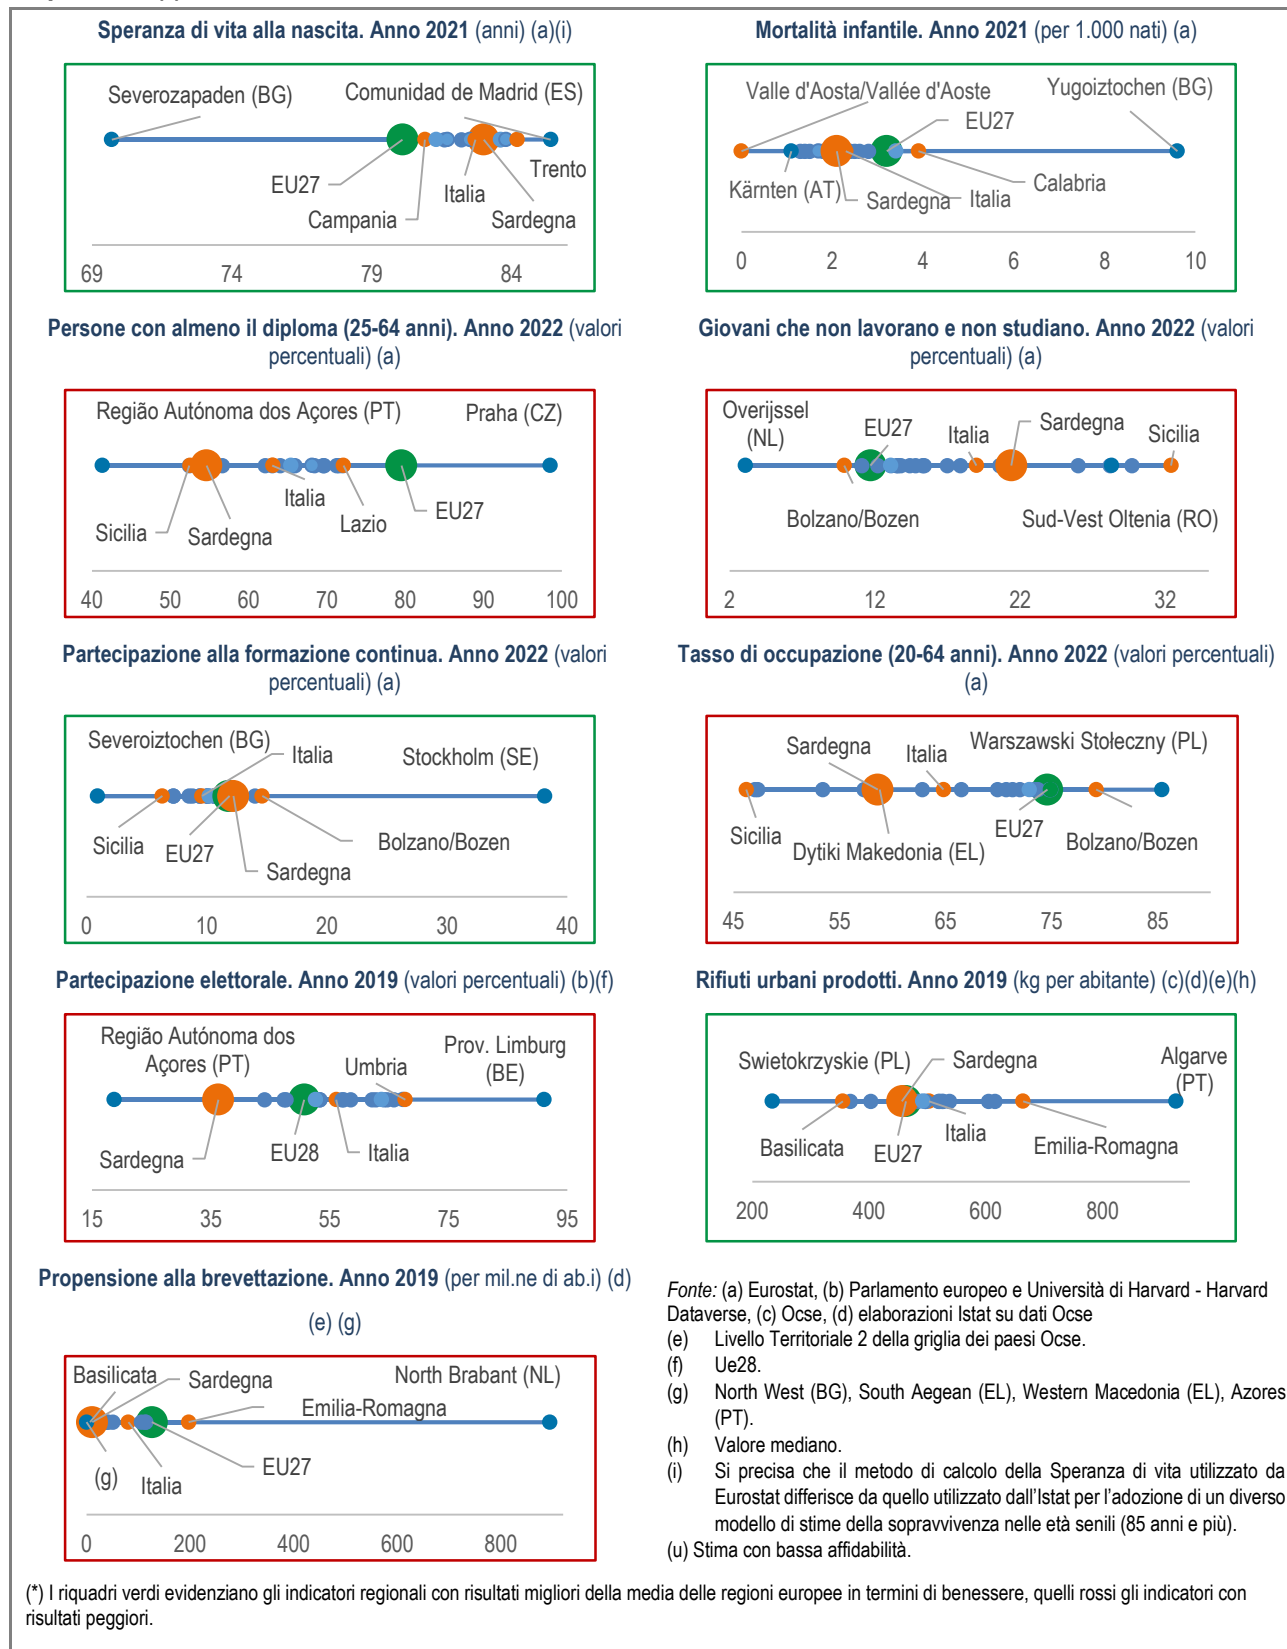 Speranza di vita alla nascita. Anno 2021 (anni) (a)(i)
Severozapaden (BG)
Comunidad de Madrid (ES)
EU27
Campania
Italia
Trento
Sardegna
69 74 79 84
Mortalità infantile. Anno 2021 (per 1.000 nati) (a)
Valle d'Aosta/Vallée d'Aoste
Yugoiztochen (BG)
EU27
Kärnten (AT)
Sardegna
Italia
Calabria
0 2 4 6 8 10
Persone con almeno il diploma (25-64 anni). Anno 2022 (valori
percentuali) (a)
Região Autónoma dos Açores (PT)
Praha (CZ)
Sicilia
Sardegna
Italia
Lazio
EU27
40 50 60 70 80 90 100
Giovani che non lavorano e non studiano. Anno 2022 (valori
percentuali) (a)
Overijssel
(NL)
EU27
Italia
Sardegna
Sicilia
Bolzano/Bozen
Sud-Vest Oltenia (RO)
2 12 22 32
Partecipazione alla formazione continua. Anno 2022 (valori
percentuali) (a)
Severoiztochen (BG)
Italia
Stockholm (SE)
Sicilia
EU27
Sardegna
Bolzano/Bozen
0 10 20 30 40
Tasso di occupazione (20-64 anni). Anno 2022 (valori percentuali)
(a)
Sardegna
Italia
Warszawski Stołeczny (PL)
Sicilia
Dytiki Makedonia (EL)
EU27
Bolzano/Bozen
45 55 65 75 85
Partecipazione elettorale. Anno 2019 (valori percentuali) (b)(f)
Região Autónoma dos
Açores (PT)
Umbria
Prov. Limburg
(BE)
Sardegna
EU28
Italia
15 35 55 75 95
Rifiuti urbani prodotti. Anno 2019 (kg per abitante) (c)(d)(e)(h)
Swietokrzyskie (PL)
Sardegna
Algarve
(PT)
Basilicata
EU27
Italia
Emilia-Romagna
200 400 600 800
Propensione alla brevettazione. Anno 2019 (per mil.ne di ab.i) (d)
(e) (g)
Basilicata
Sardegna
North Brabant (NL)
Emilia-Romagna
(g)
Italia
EU27
0 200 400 600 800
Fonte: (a) Eurostat, (b) Parlamento europeo e Università di Harvard - Harvard
Dataverse, (c) Ocse, (d) elaborazioni Istat su dati Ocse
(e) Livello Territoriale 2 della griglia dei paesi Ocse.
(f) Ue28.
(g) North West (BG), South Aegean (EL), Western Macedonia (EL), Azores
(PT).
(h) Valore mediano.
(i) Si precisa che il metodo di calcolo della Speranza di vita utilizzato da
Eurostat differisce da quello utilizzato dall'Istat per l'adozione di un diverso
modello di stime della sopravvivenza nelle età senili (85 anni e più).
(u) Stima con bassa affidabilità.
(*) I riquadri verdi evidenziano gli indicatori regionali con risultati migliori della media delle regioni europee in termini di benessere, quelli rossi gli indicatori con
risultati peggiori.